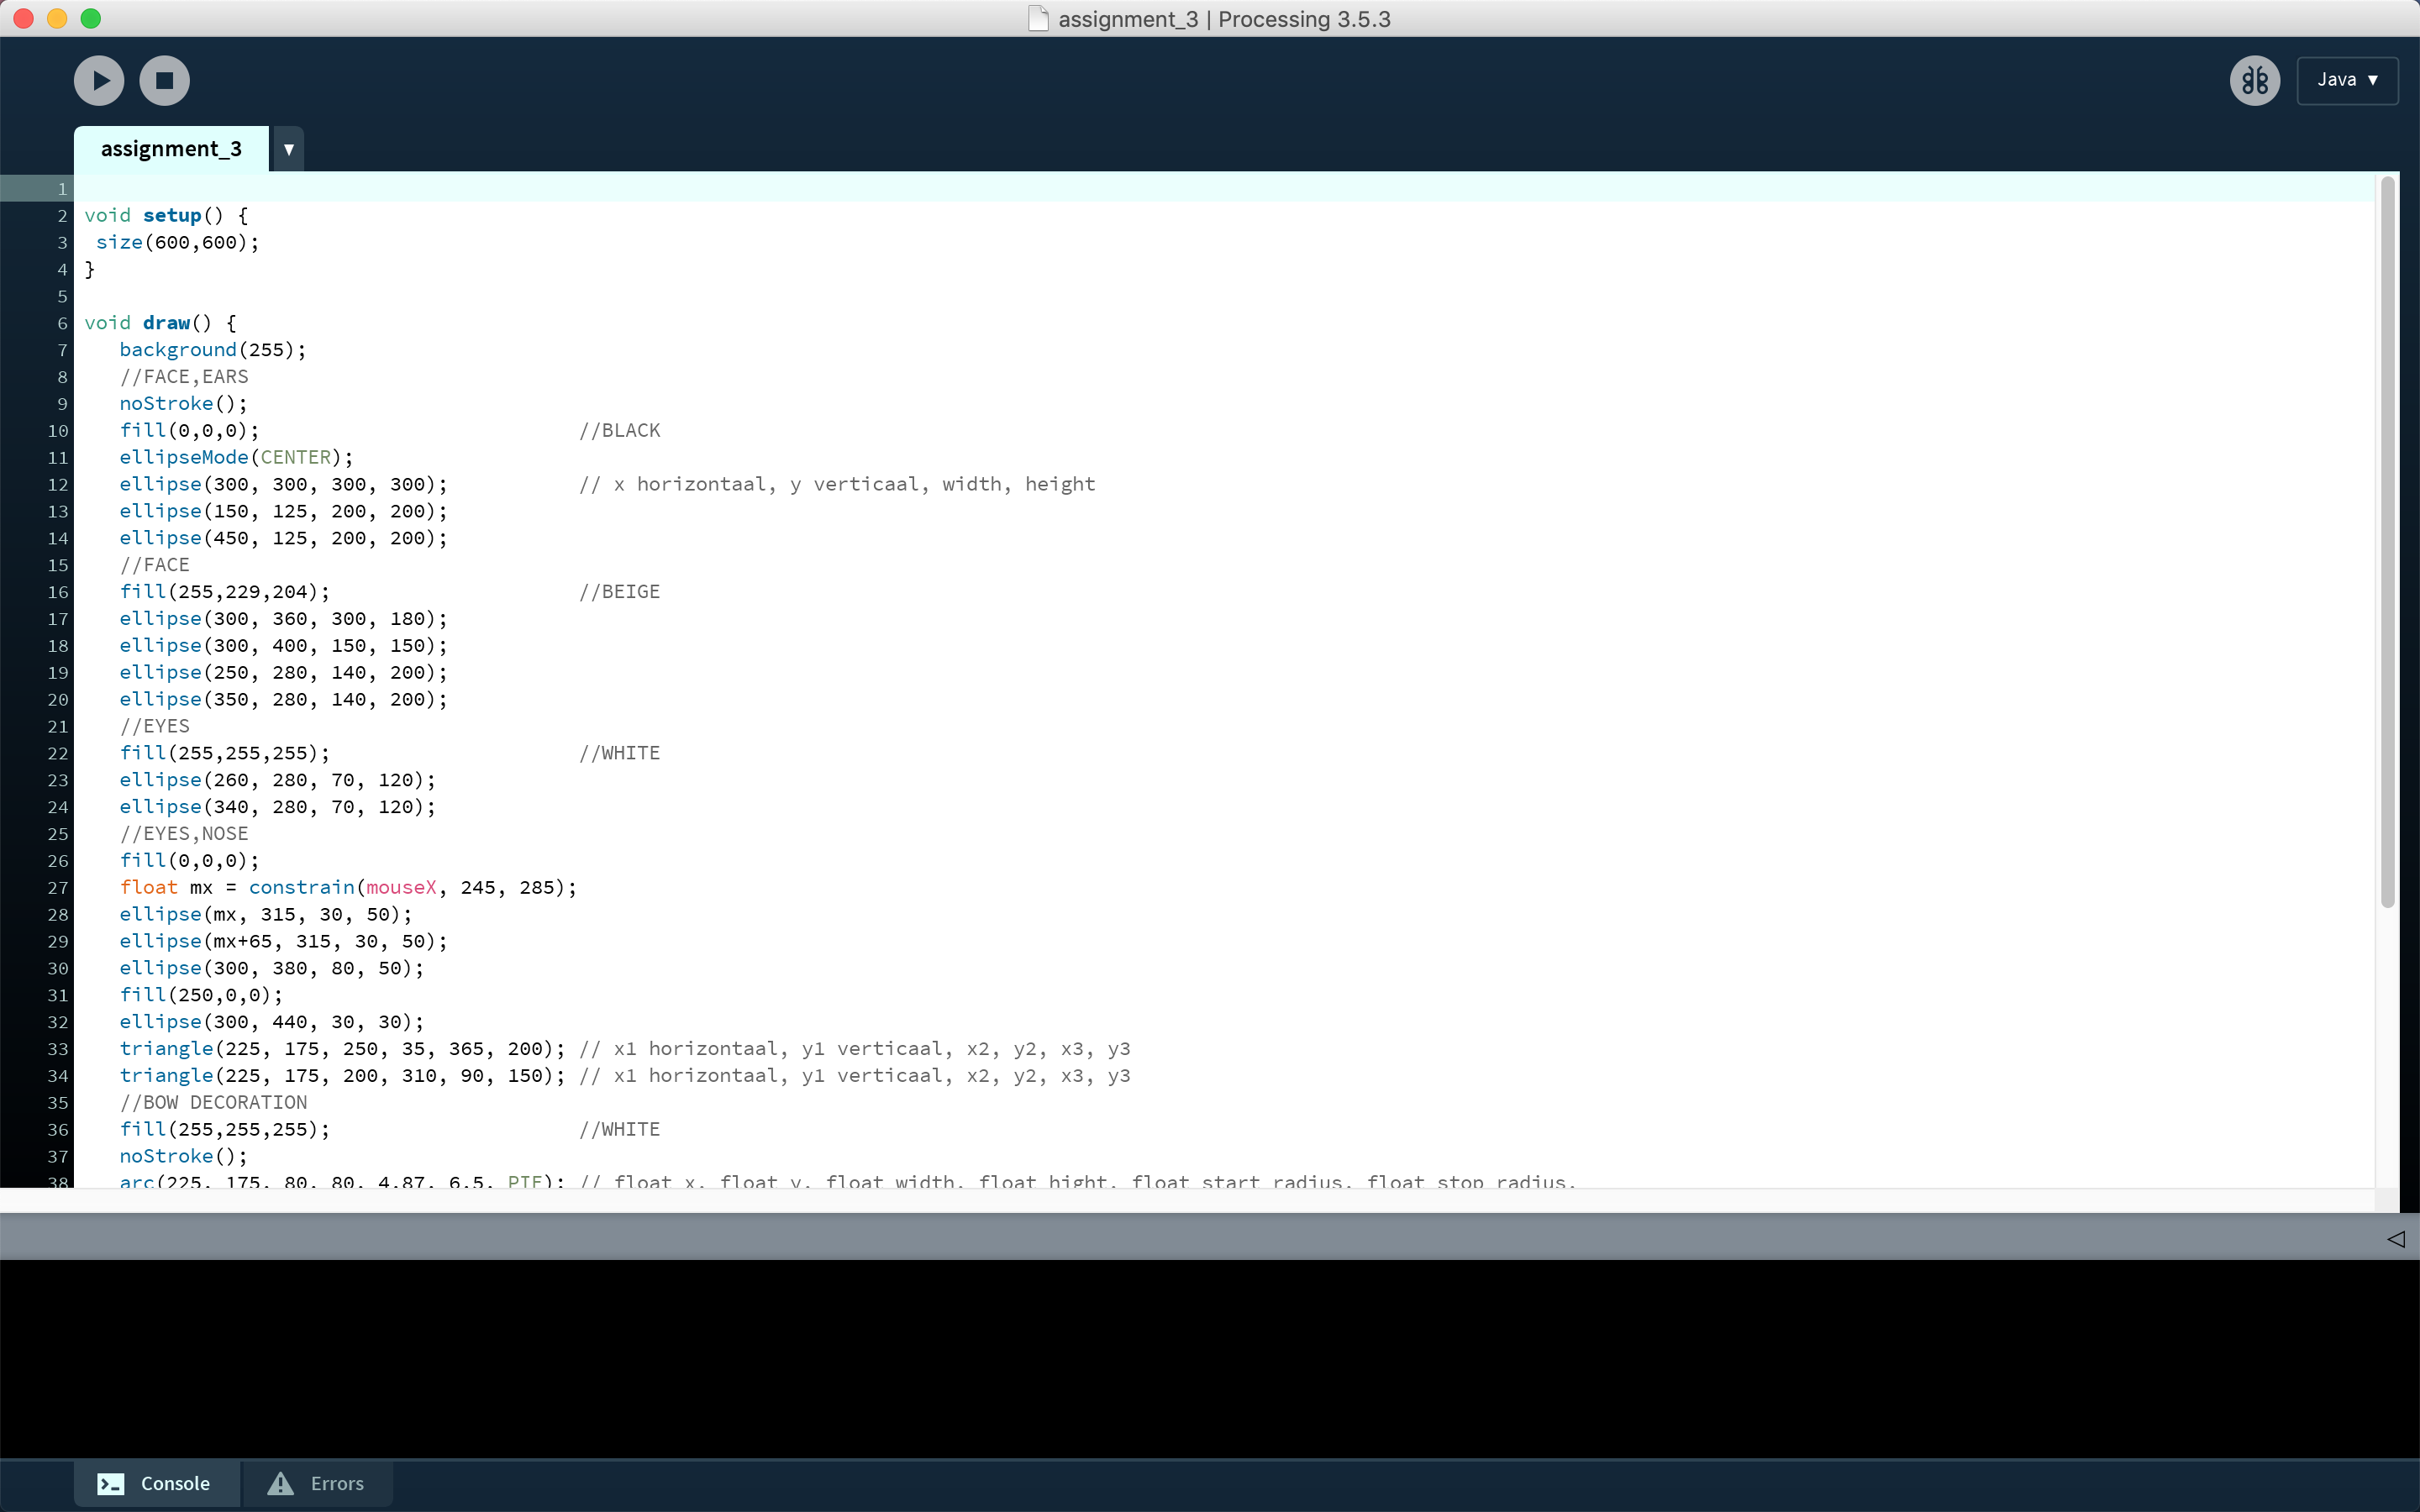 assignment_3 | Processing 3.5.3
Java ▼
assignment_3 ▼
1
2 void setup() {
3  size(600,600);
4 }
5
6 void draw() {
7    background(255);
8    //FACE,EARS
9    noStroke();
10    fill(0,0,0);                           //BLACK
11    ellipseMode(CENTER);
12    ellipse(300, 300, 300, 300);           // x horizontaal, y verticaal, width, height
13    ellipse(150, 125, 200, 200);
14    ellipse(450, 125, 200, 200);
15    //FACE
16    fill(255,229,204);                     //BEIGE
17    ellipse(300, 360, 300, 180);
18    ellipse(300, 400, 150, 150);
19    ellipse(250, 280, 140, 200);
20    ellipse(350, 280, 140, 200);
21    //EYES
22    fill(255,255,255);                     //WHITE
23    ellipse(260, 280, 70, 120);
24    ellipse(340, 280, 70, 120);
25    //EYES,NOSE
26    fill(0,0,0);
27    float mx = constrain(mouseX, 245, 285);
28    ellipse(mx, 315, 30, 50);
29    ellipse(mx+65, 315, 30, 50);
30    ellipse(300, 380, 80, 50);
31    fill(250,0,0);
32    ellipse(300, 440, 30, 30);
33    triangle(225, 175, 250, 35, 365, 200); // x1 horizontaal, y1 verticaal, x2, y2, x3, y3
34    triangle(225, 175, 200, 310, 90, 150); // x1 horizontaal, y1 verticaal, x2, y2, x3, y3
35    //BOW DECORATION
36    fill(255,255,255);                     //WHITE
37    noStroke();
38    arc(225, 175, 80, 80, 4.87, 6.5, PIE); // float x, float y, float width, float hight, float start radius, float stop radius,
Console
Errors